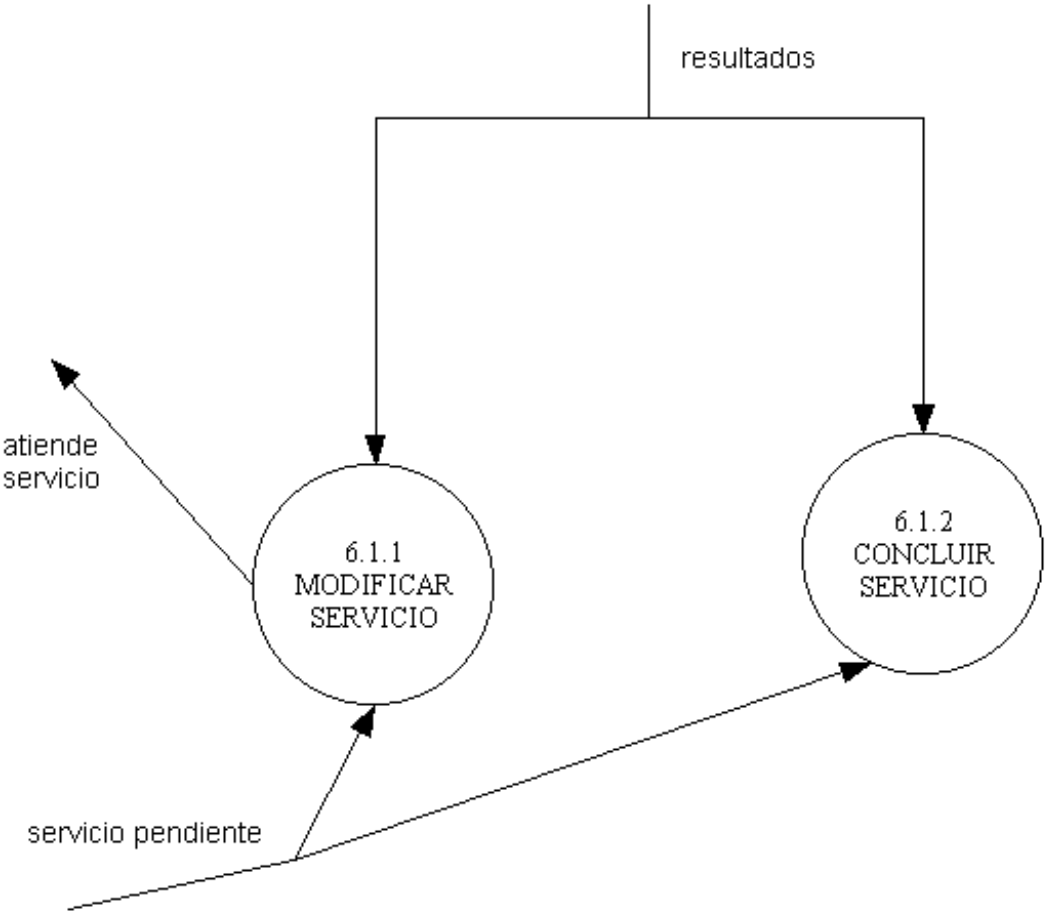 resultados
atiende
servicio
6.1.1
MODIFICAR
SERVICIO
6.1.2
CONCLUIR
SERVICIO
servicio pendiente